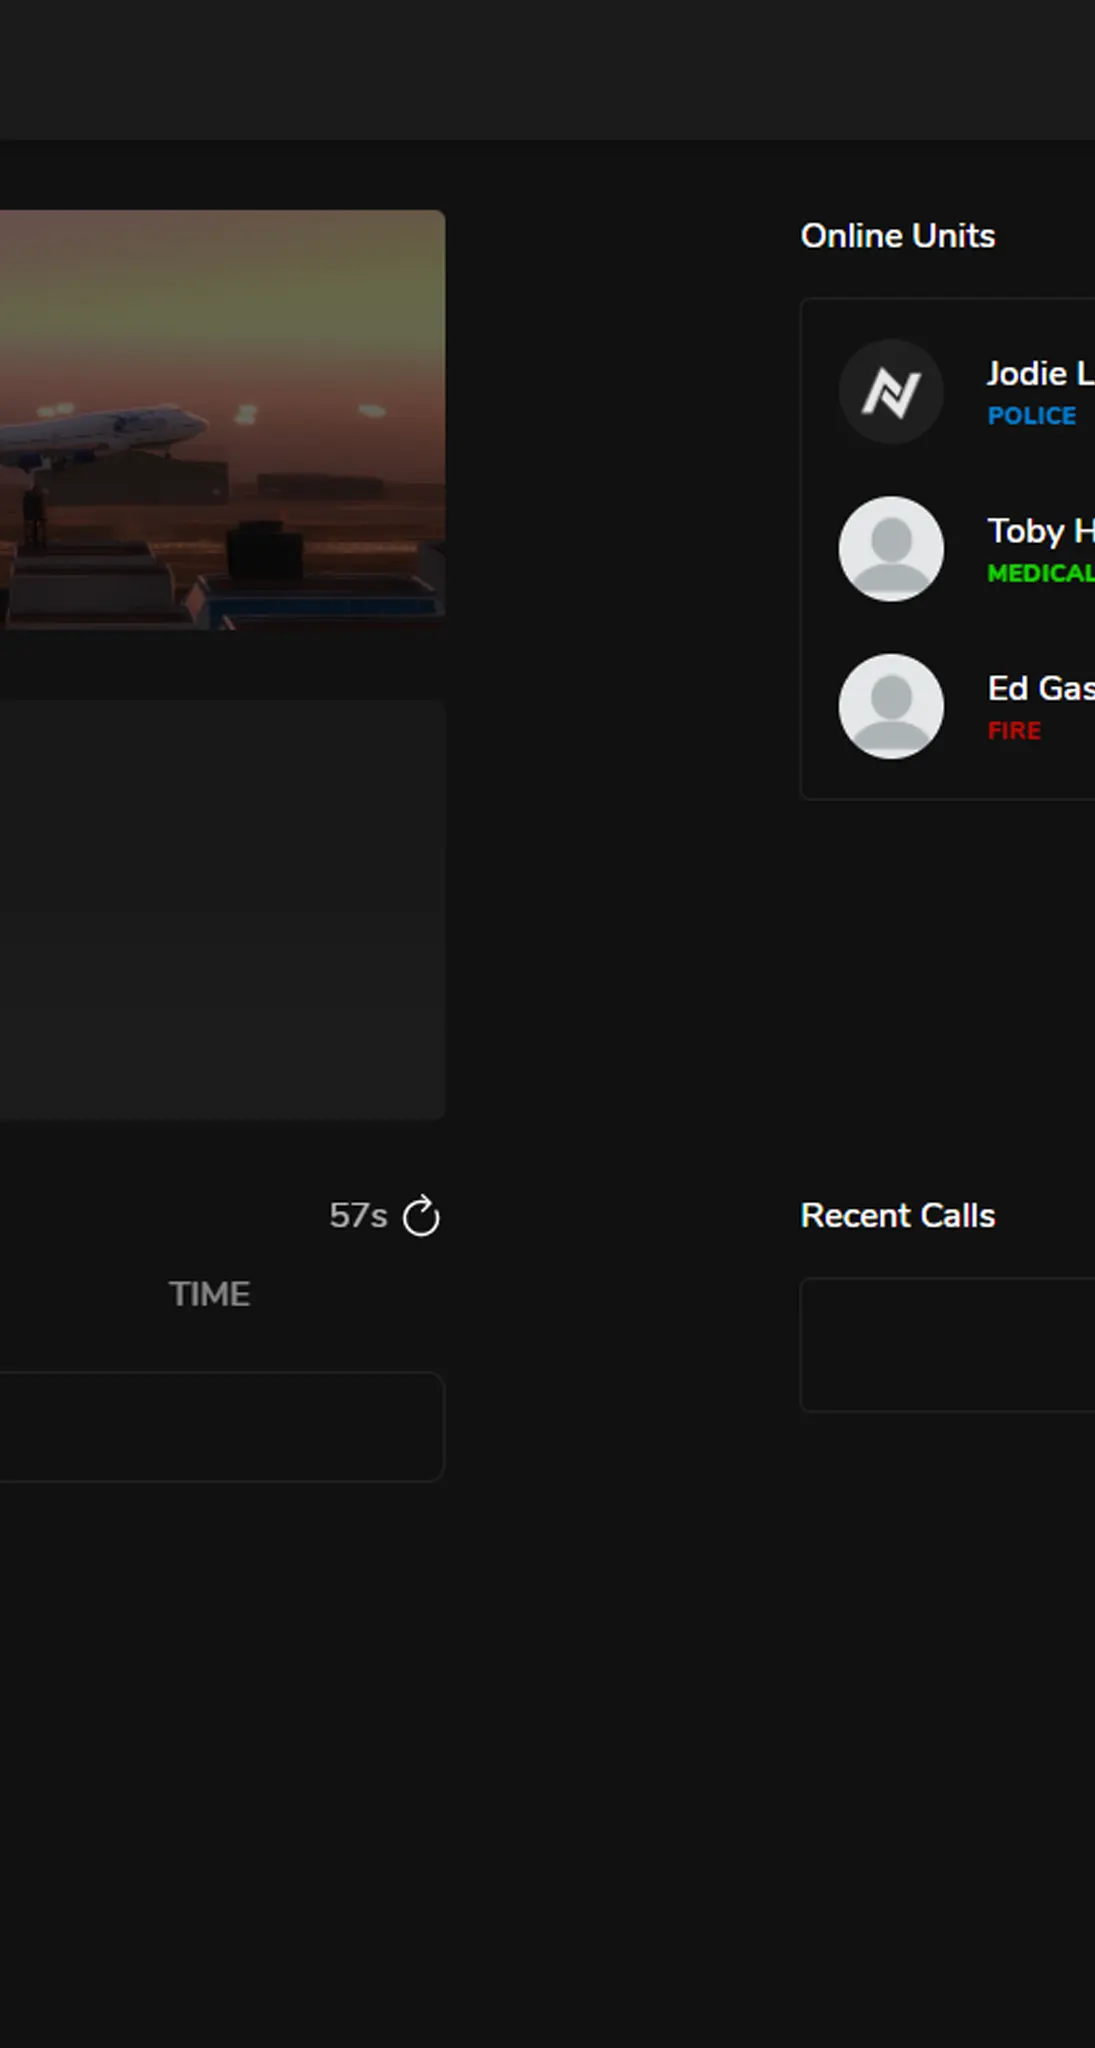 Online Units
Jodie L
POLICE
Toby H
MEDICAL
Ed Gas
FIRE
57s
TIME
Recent Calls